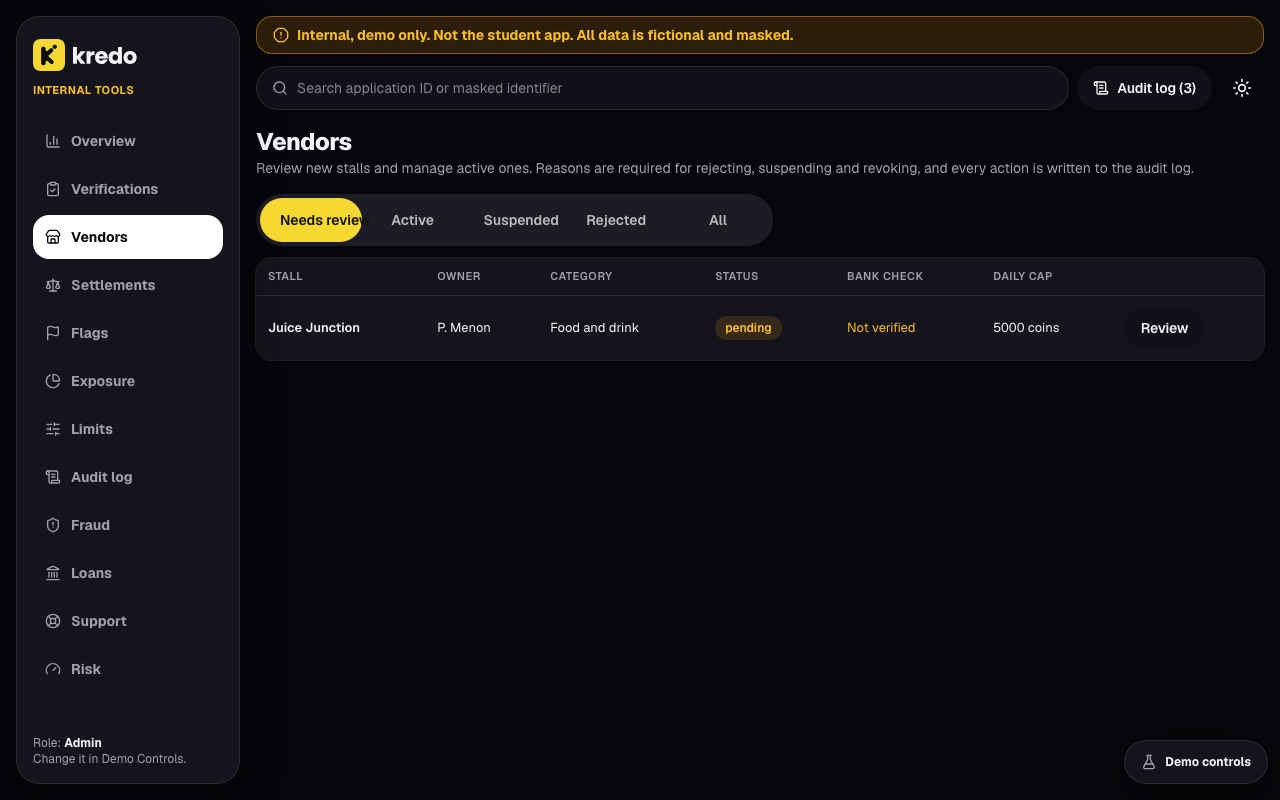 kredo
INTERNAL TOOLS
Overview
Verifications
Vendors
Settlements
Flags
Exposure
Limits
Audit log
Fraud
Loans
Support
Risk
Role: Admin
Change it in Demo Controls.
Internal, demo only. Not the student app. All data is fictional and masked.
Search application ID or masked identifier
Audit log (3)
Vendors
Review new stalls and manage active ones. Reasons are required for rejecting, suspending and revoking, and every action is written to the audit log.
Needs review Active Suspended Rejected All
STALL OWNER CATEGORY STATUS BANK CHECK DAILY CAP
Juice Junction P. Menon Food and drink pending Not verified 5000 coins Review
Demo controls